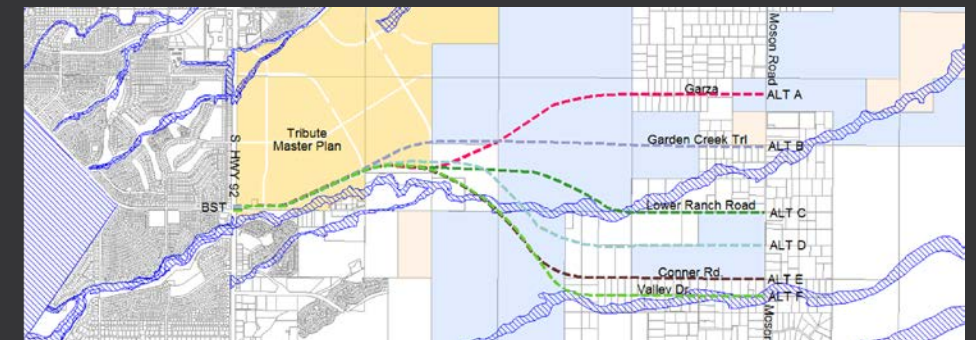 Moson Road
Garza
ALT A
Tribute
Master Plan
Garden Creek Trl
ALT B
S HWY 92
BST
Lower Ranch Road
ALT C
ALT D
Conner Rd
ALT E
Valley Dr
ALT F
Moson